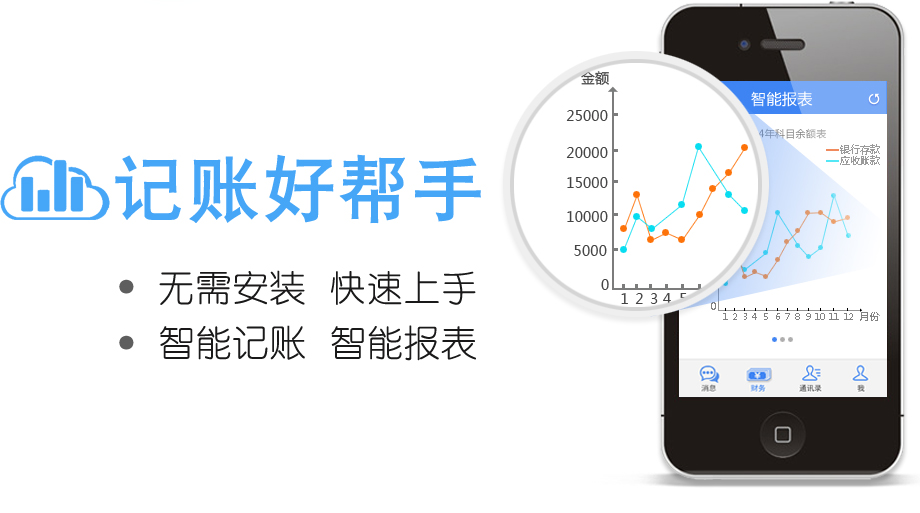 记账好帮手
无需安装 快速上手
智能记账 智能报表
金额
25000
20000
15000
10000
5000
0
1 2 3 4 5
智能报表
4年科目余额表
银行存款
应收账款
0
1 2 3 4 5 6 7 8 9 10 11 12 月份
消息 财务 通讯录 我